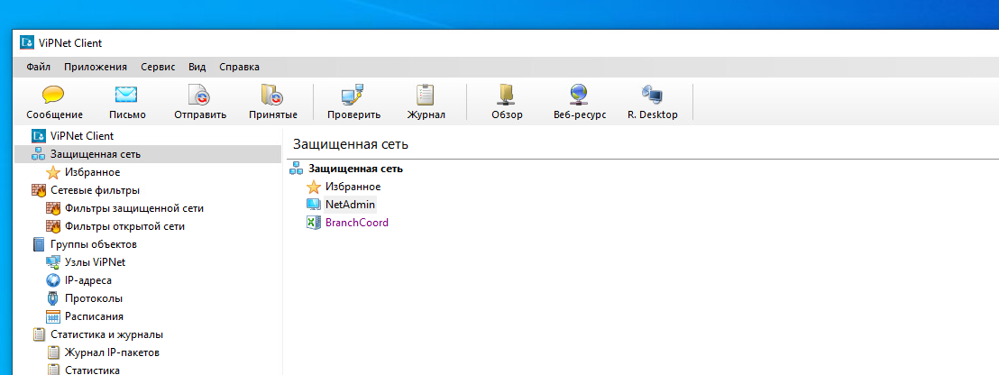 ViPNet Client
Файл Приложения Сервис Вид Справка
Сообщение Письмо Отправить Принятые Проверить Журнал Обзор Веб-ресурс R. Desktop
ViPNet Client
Защищенная сеть
Избранное
Сетевые фильтры
Фильтры защищенной сети
Фильтры открытой сети
Группы объектов
Узлы ViPNet
IP-адреса
Протоколы
Расписания
Статистика и журналы
Журнал IP-пакетов
Статистика
Защищенная сеть
Защищенная сеть
Избранное
NetAdmin
BranchCoord